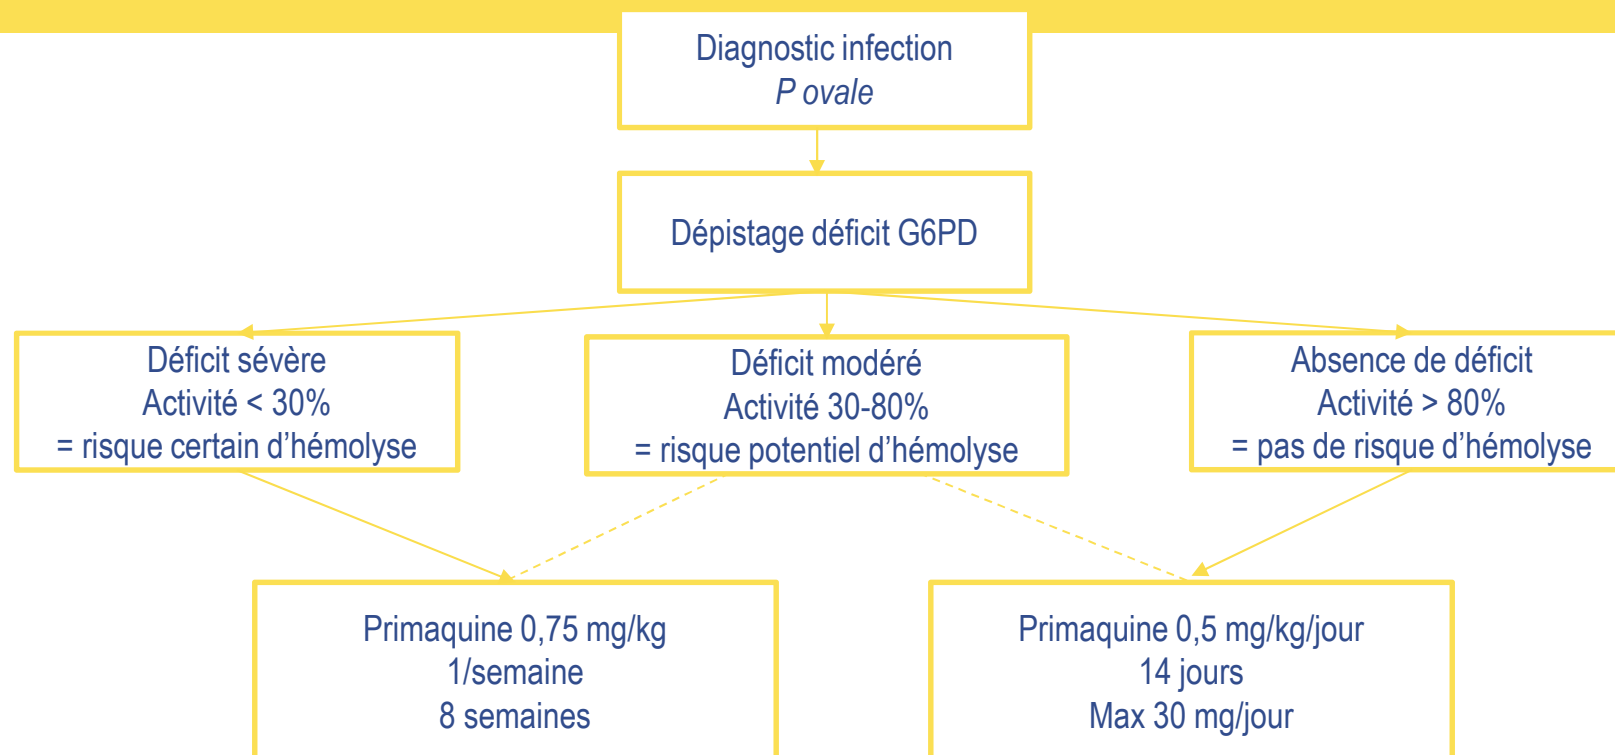 Diagnostic infection
P ovale
Dépistage déficit G6PD
Déficit sévère
Activité < 30%
= risque certain d'hémolyse
Déficit modéré
Activité 30-80%
= risque potentiel d'hémolyse
Absence de déficit
Activité > 80%
= pas de risque d'hémolyse
Primaquine 0,75 mg/kg
1/semaine
8 semaines
Primaquine 0,5 mg/kg/jour
14 jours
Max 30 mg/jour